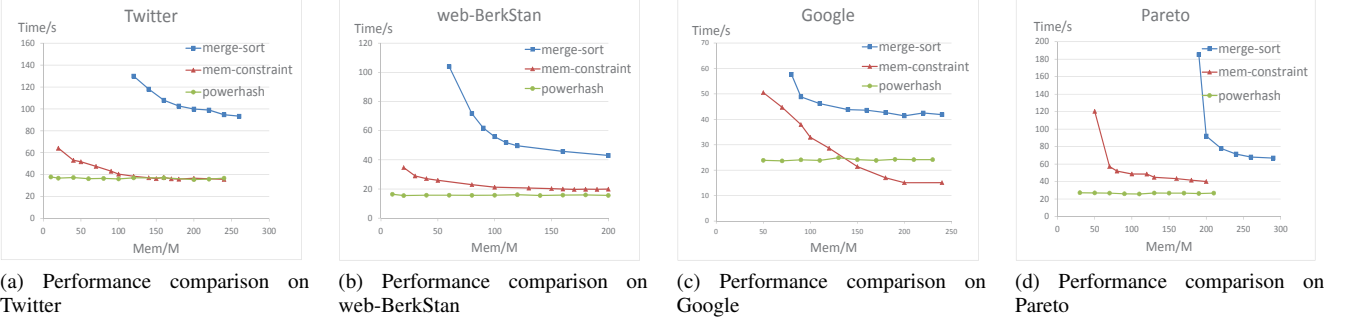 Twitter
Time/s
160
140
120
100
80
60
40
20
0
0 50 100 150 200 250 300
Mem/M
merge-sort
mem-constraint
powerhash
(a) Performance comparison on
Twitter
web-BerkStan
Time/s
120
100
80
60
40
20
0
0 50 100 150 200
Mem/M
merge-sort
mem-constraint
powerhash
(b) Performance comparison on
web-BerkStan
Google
Time/s
70
60
50
40
30
20
10
0
0 50 100 150 200 250
Mem/M
merge-sort
mem-constraint
powerhash
(c) Performance comparison on
Google
Pareto
Time/s
200
180
160
140
120
100
80
60
40
20
0
0 50 100 150 200 250 300
Mem/M
merge-sort
mem-constraint
powerhash
(d) Performance comparison on
Pareto